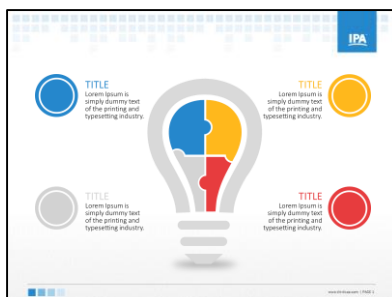 IPA
TITLE
Lorem Ipsum is
simply dummy text
of the printing and
typesetting industry.
TITLE
Lorem Ipsum is
simply dummy text
of the printing and
typesetting industry.
TITLE
Lorem Ipsum is
simply dummy text
of the printing and
typesetting industry.
TITLE
Lorem Ipsum is
simply dummy text
of the printing and
typesetting industry.